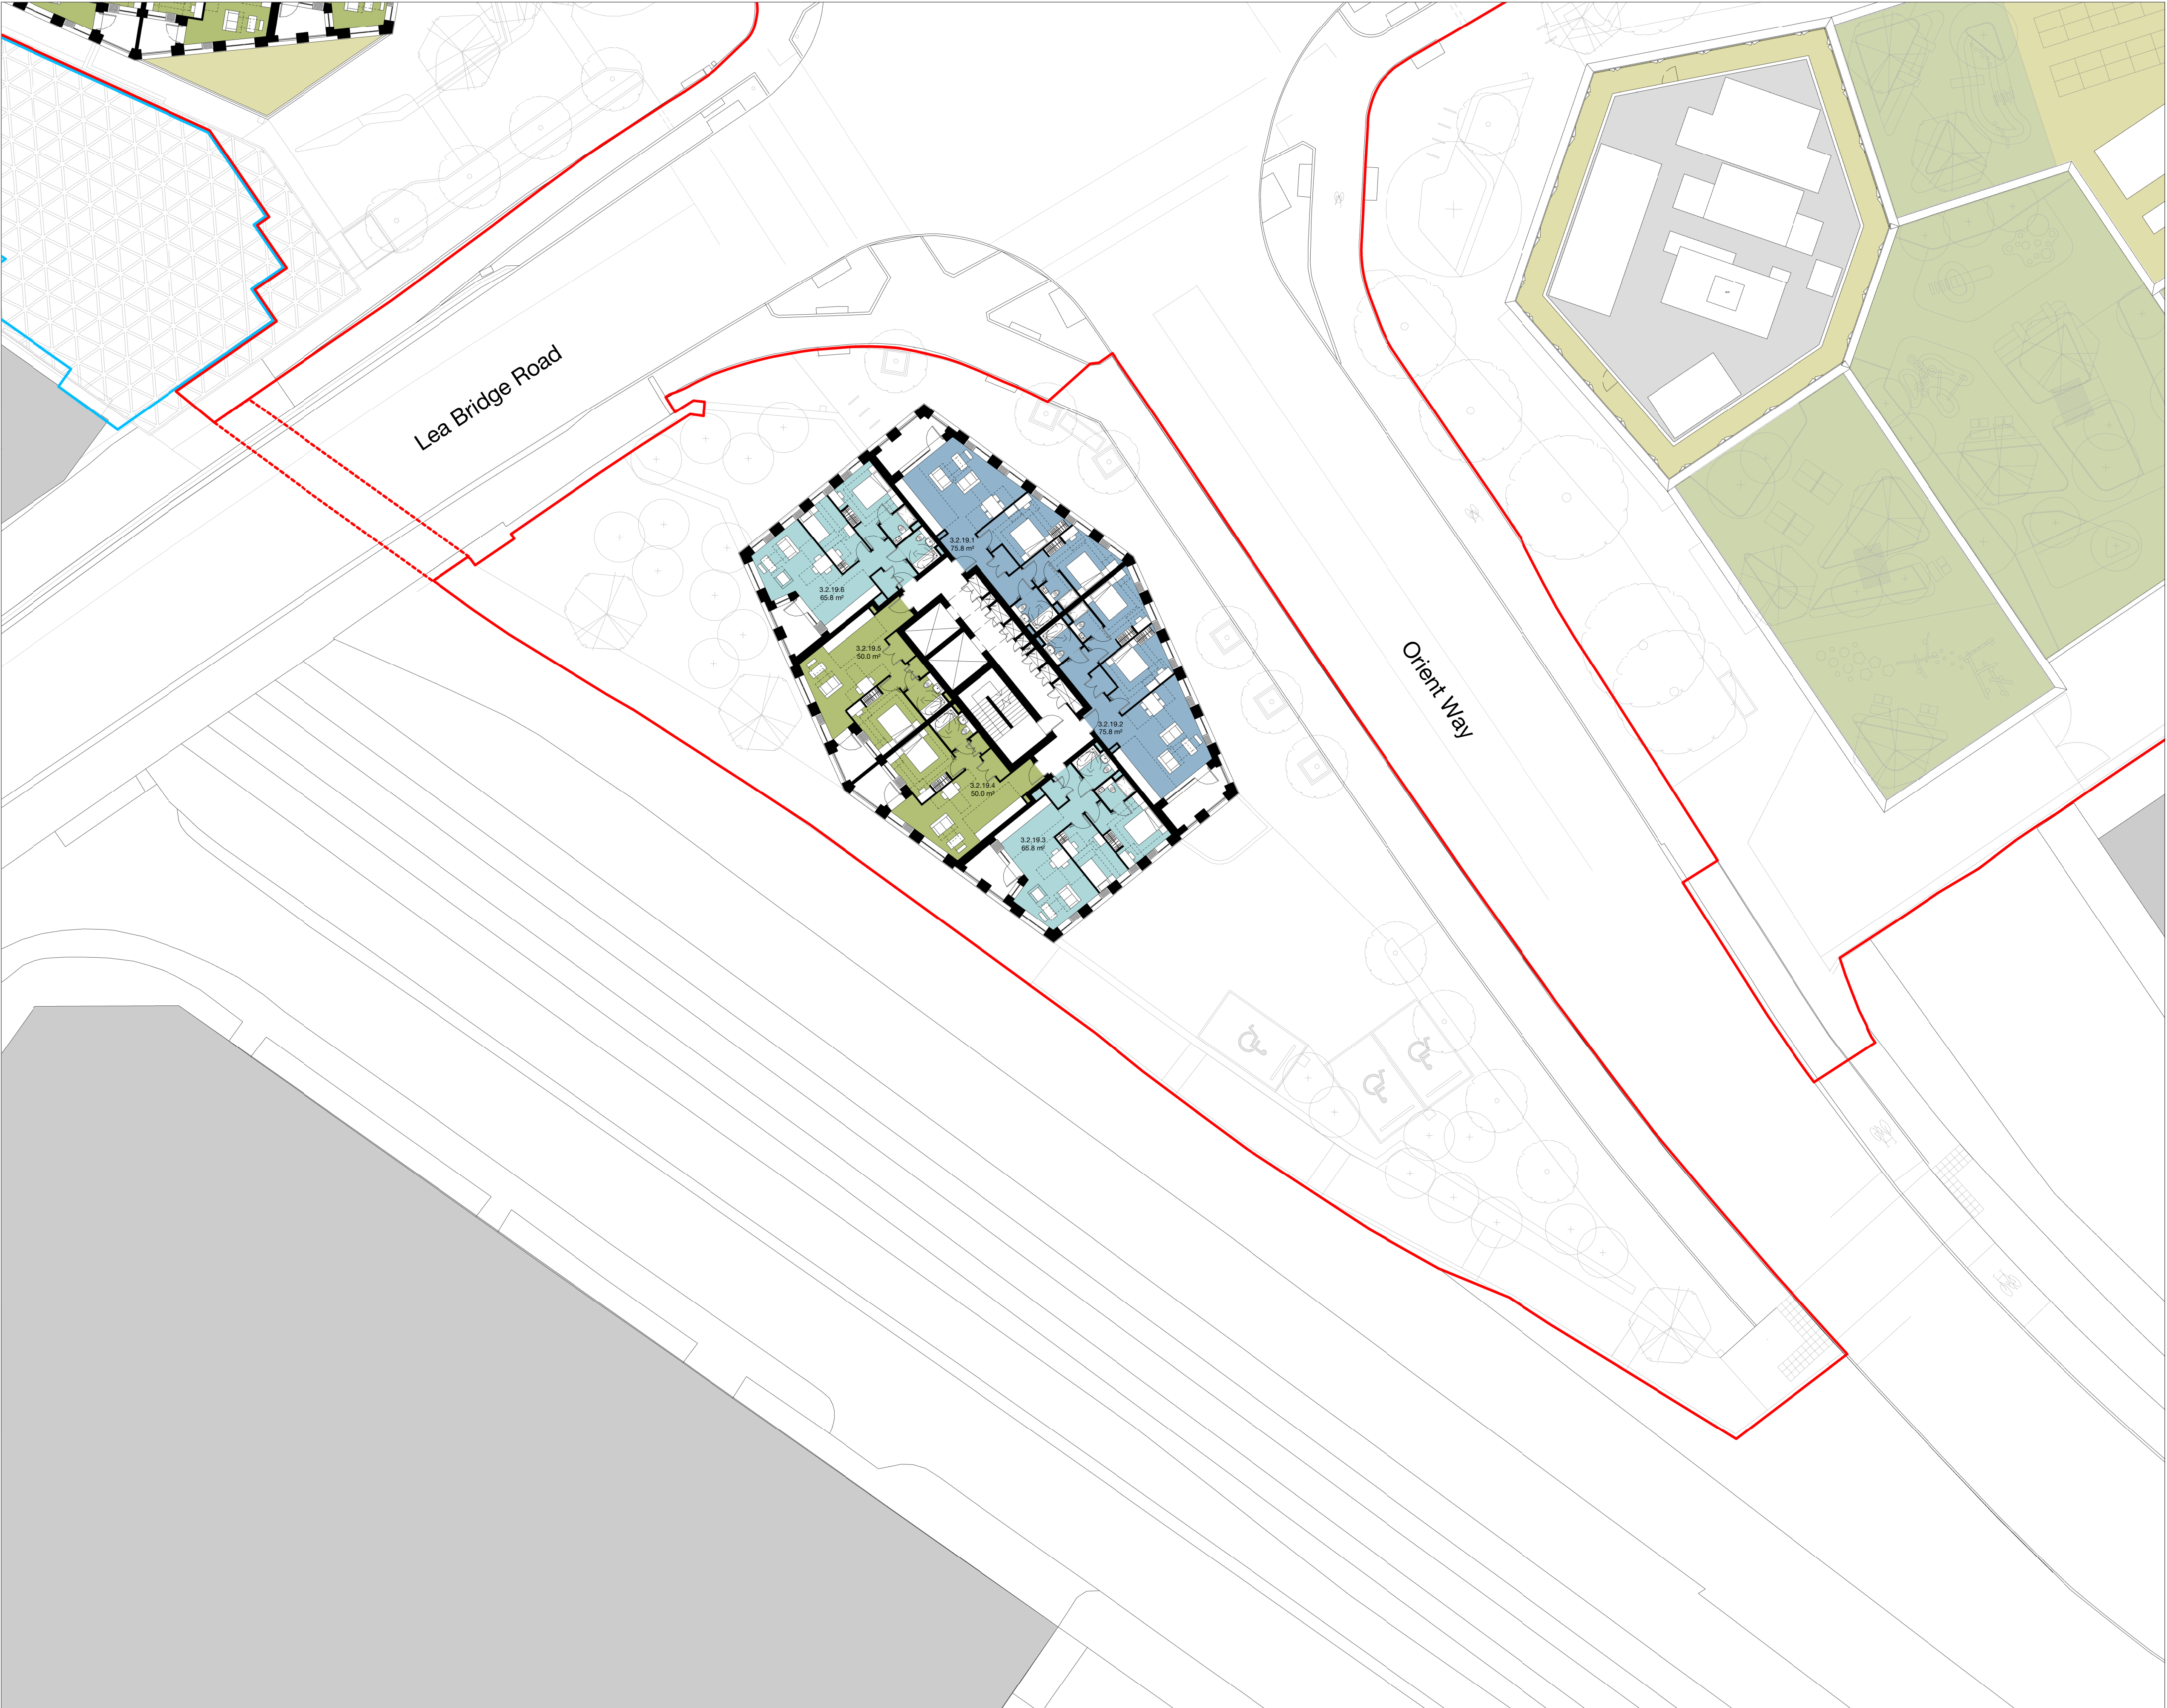 Lea Bridge Road
3.2.19.1
75.8 m²
3.2.19.6
65.8 m²
3.2.19.5
50.0 m²
Orient Way
3.2.19.2
75.8 m²
3.2.19.4
50.0 m²
3.2.19.3
65.8 m²